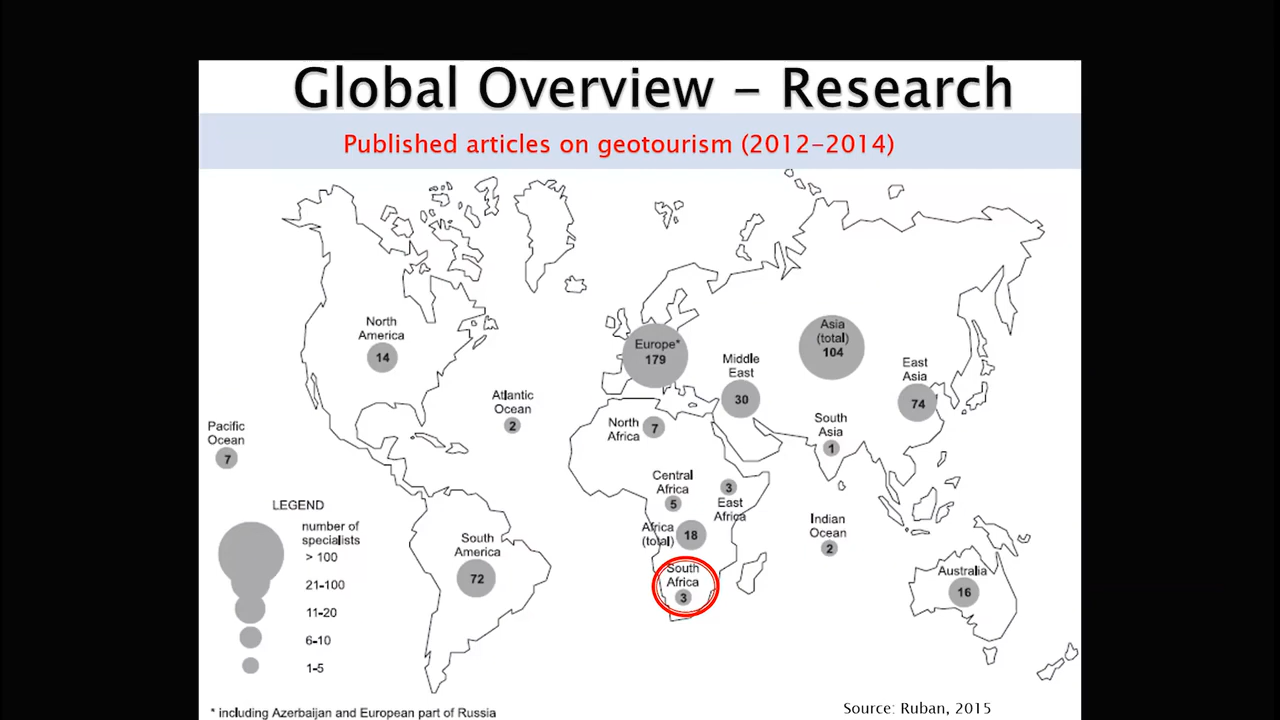 Global Overview – Research
Published articles on geotourism (2012-2014)
North
America
14
Europe*
179
Asia
(total)
104
Middle
East
30
East
Asia
74
Atlantic
Ocean
2
North
Africa
7
South
Asia
1
Pacific
Ocean
7
Central
Africa
5
3
East
Africa
Africa
(total)
18
Indian
Ocean
2
South
America
72
South
Africa
3
Australia
16
LEGEND
number of
specialists
> 100
21-100
11-20
6-10
1-5
* including Azerbaijan and European part of Russia
Source: Ruban, 2015